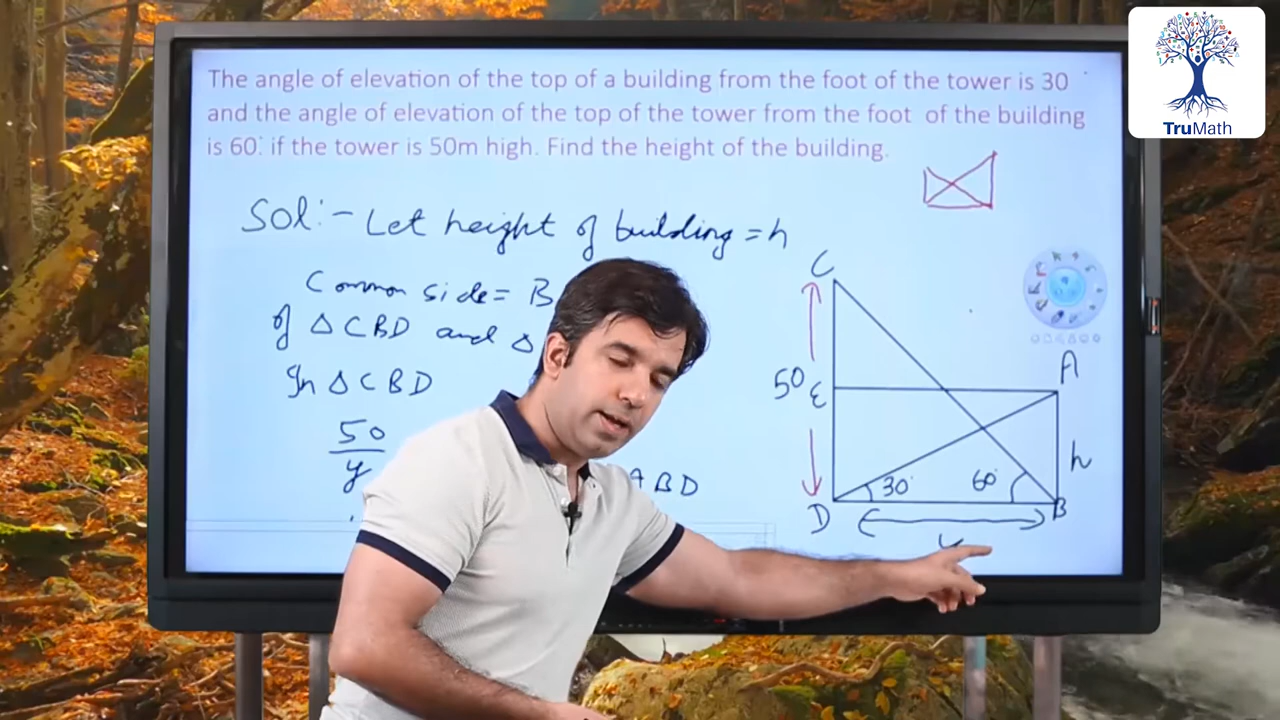 The angle of elevation of the top of a building from the foot of the tower is 30
and the angle of elevation of the top of the tower from the foot of the building
is 60. if the tower is 50m high. Find the height of the building.
TruMath
Sol:- Let height of building = h
Common side = B
of △ CBD and △
In △ CBD
50
y
ABD
C
50
E
A
h
30°
60°
D
B